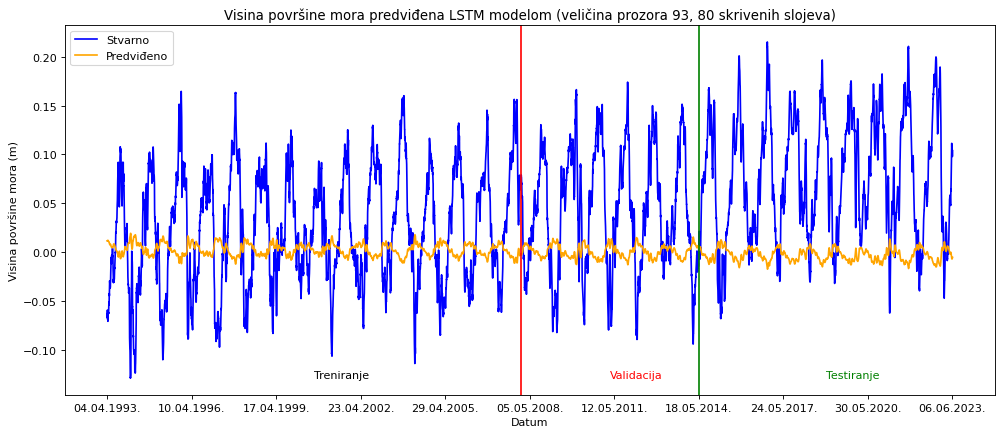 Visina površine mora predviđena LSTM modelom (veličina prozora 93, 80 skrivenih slojeva)
Stvarno
Predviđeno
Visina površine mora (m)
0.20
0.15
0.10
0.05
0.00
−0.05
−0.10
Treniranje
Validacija
Testiranje
04.04.1993.
10.04.1996.
17.04.1999.
23.04.2002.
29.04.2005.
05.05.2008.
12.05.2011.
18.05.2014.
24.05.2017.
30.05.2020.
06.06.2023.
Datum